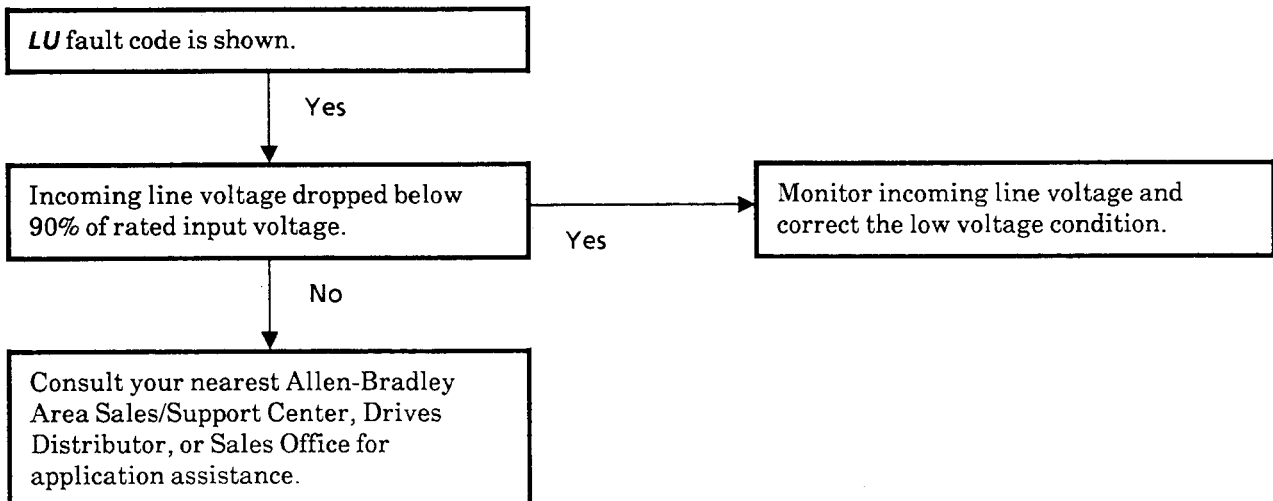 LU fault code is shown.
Yes
Incoming line voltage dropped below
90% of rated input voltage.
Yes
Monitor incoming line voltage and
correct the low voltage condition.
No
Consult your nearest Allen-Bradley
Area Sales/Support Center, Drives
Distributor, or Sales Office for
application assistance.